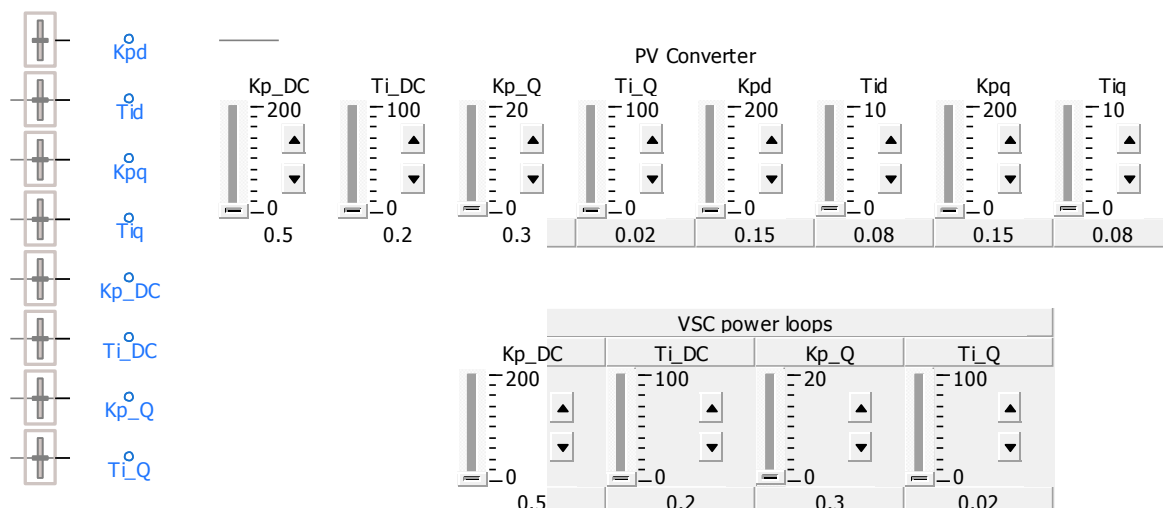 Kpd
Tid
Kpq
Tiq
Kp_DC
Ti_DC
Kp_Q
Ti_Q
PV Converter
Kp_DC Ti_DC Kp_Q Ti_Q Kpd Tid Kpq Tiq
200 100 20 100 200 10 200 10
0 0 0 0 0 0 0 0
0.5 0.2 0.3 0.02 0.15 0.08 0.15 0.08
VSC power loops
Kp_DC Ti_DC Kp_Q Ti_Q
200 100 20 100
0 0 0 0
0.5 0.2 0.3 0.02